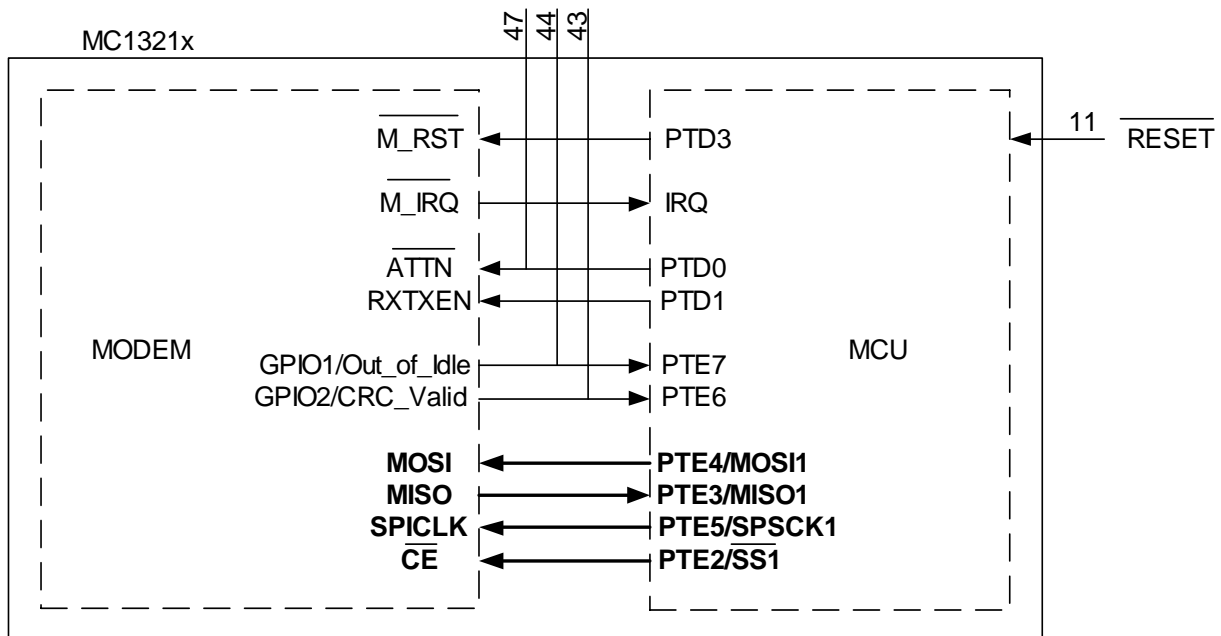 47 44 43
MC1321x
M_RST PTD3 11 RESET
M_IRQ IRQ
ATTN PTD0
RXTXEN PTD1
MODEM MCU
GPIO1/Out_of_Idle PTE7
GPIO2/CRC_Valid PTE6
MOSI PTE4/MOSI1
MISO PTE3/MISO1
SPICLK PTE5/SPSCK1
CE PTE2/SS1